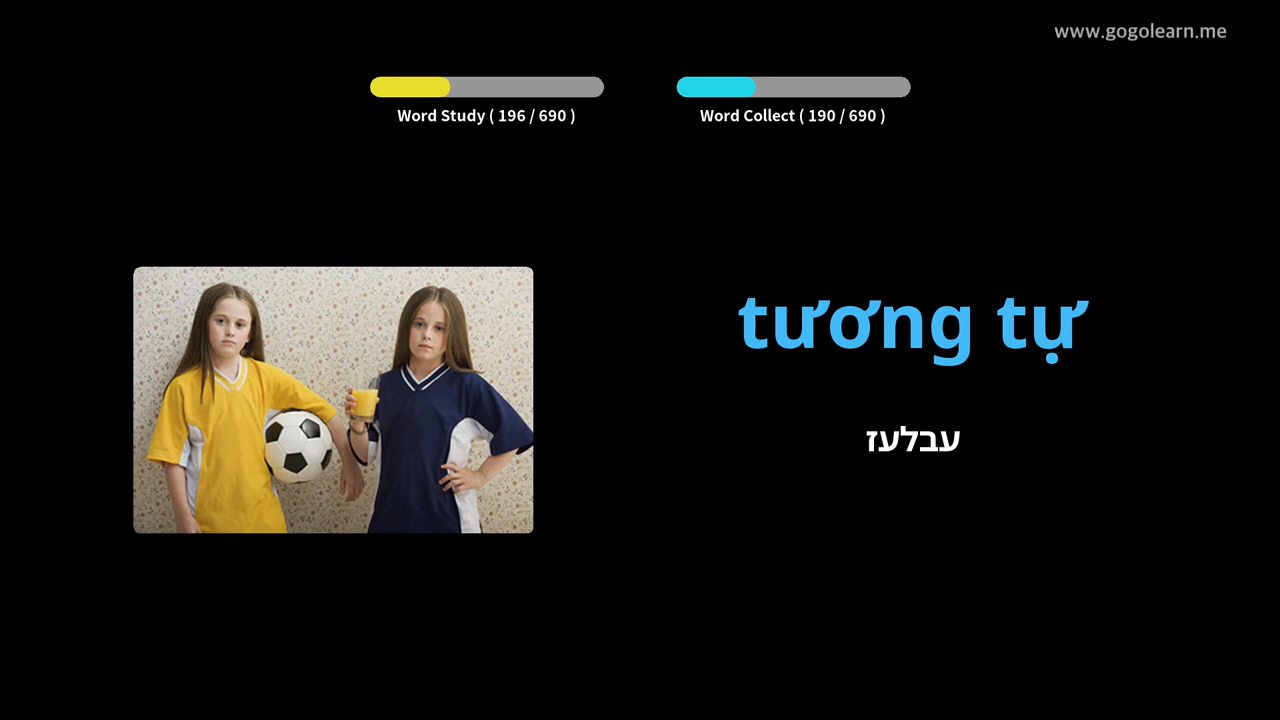 www.gogolearn.me
Word Study ( 196 / 690 )
Word Collect ( 190 / 690 )
tương tự
עבלעז